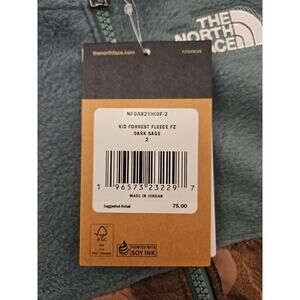 THE
NORTH
FACE
thenorthface.com
NF0A82YHI0F-2
KID FORREST FLEECE FZ
DARK SAGE
2
1 96573 23229 7
MADE IN JORDAN
Suggested Retail
75.00
FSC
PRINTED WITH
SOY INK